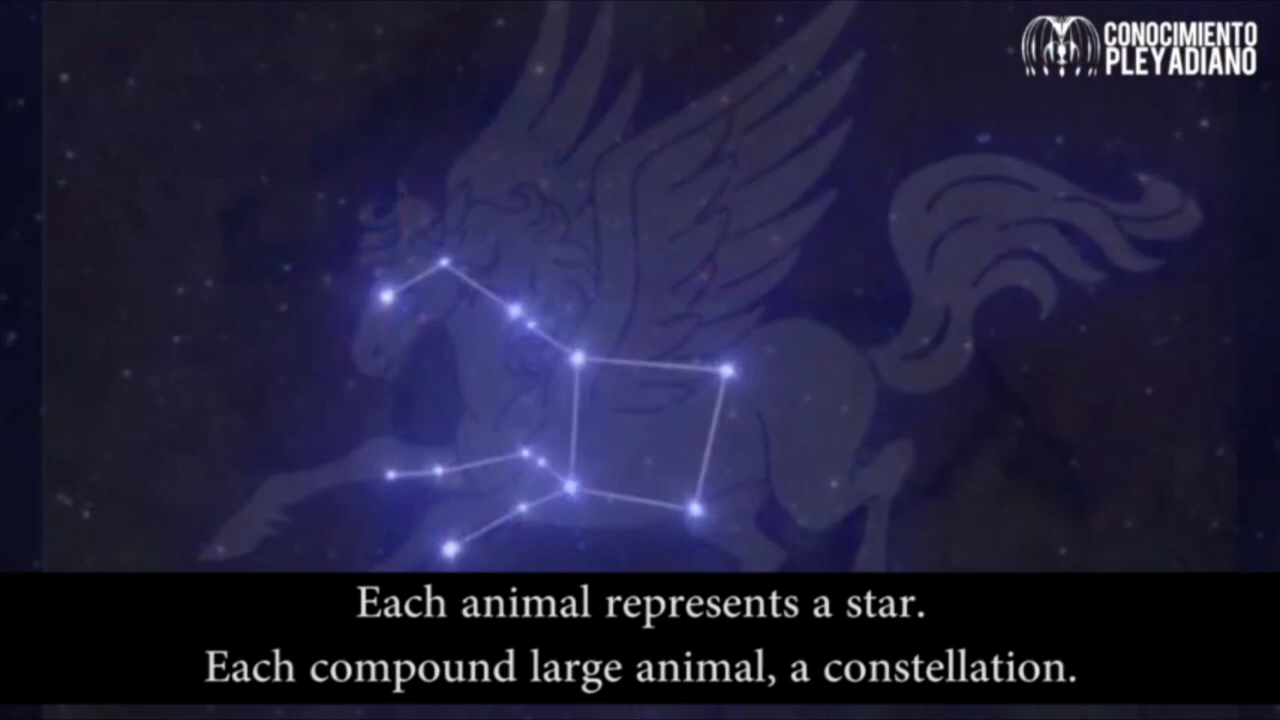 CONOCIMIENTO
PLEYADIANO
Each animal represents a star.
Each compound large animal, a constellation.